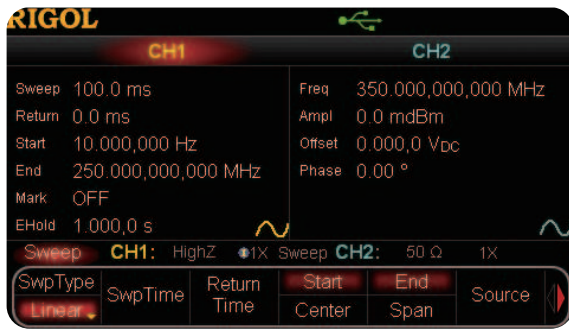 RIGOL
CH1 CH2
Sweep 100.0 ms
Return 0.0 ms
Start 10.000,000 Hz
End 250.000,000,000 MHz
Mark OFF
EHold 1.000,0 s
Freq 350.000,000,000 MHz
Ampl 0.0 mdBm
Offset 0.000,0 VDC
Phase 0.00 °
Sweep CH1: HighZ 1X Sweep CH2: 50 Ω 1X
SwpType
Linear
SwpTime
Return
Time
Start
Center
End
Span
Source